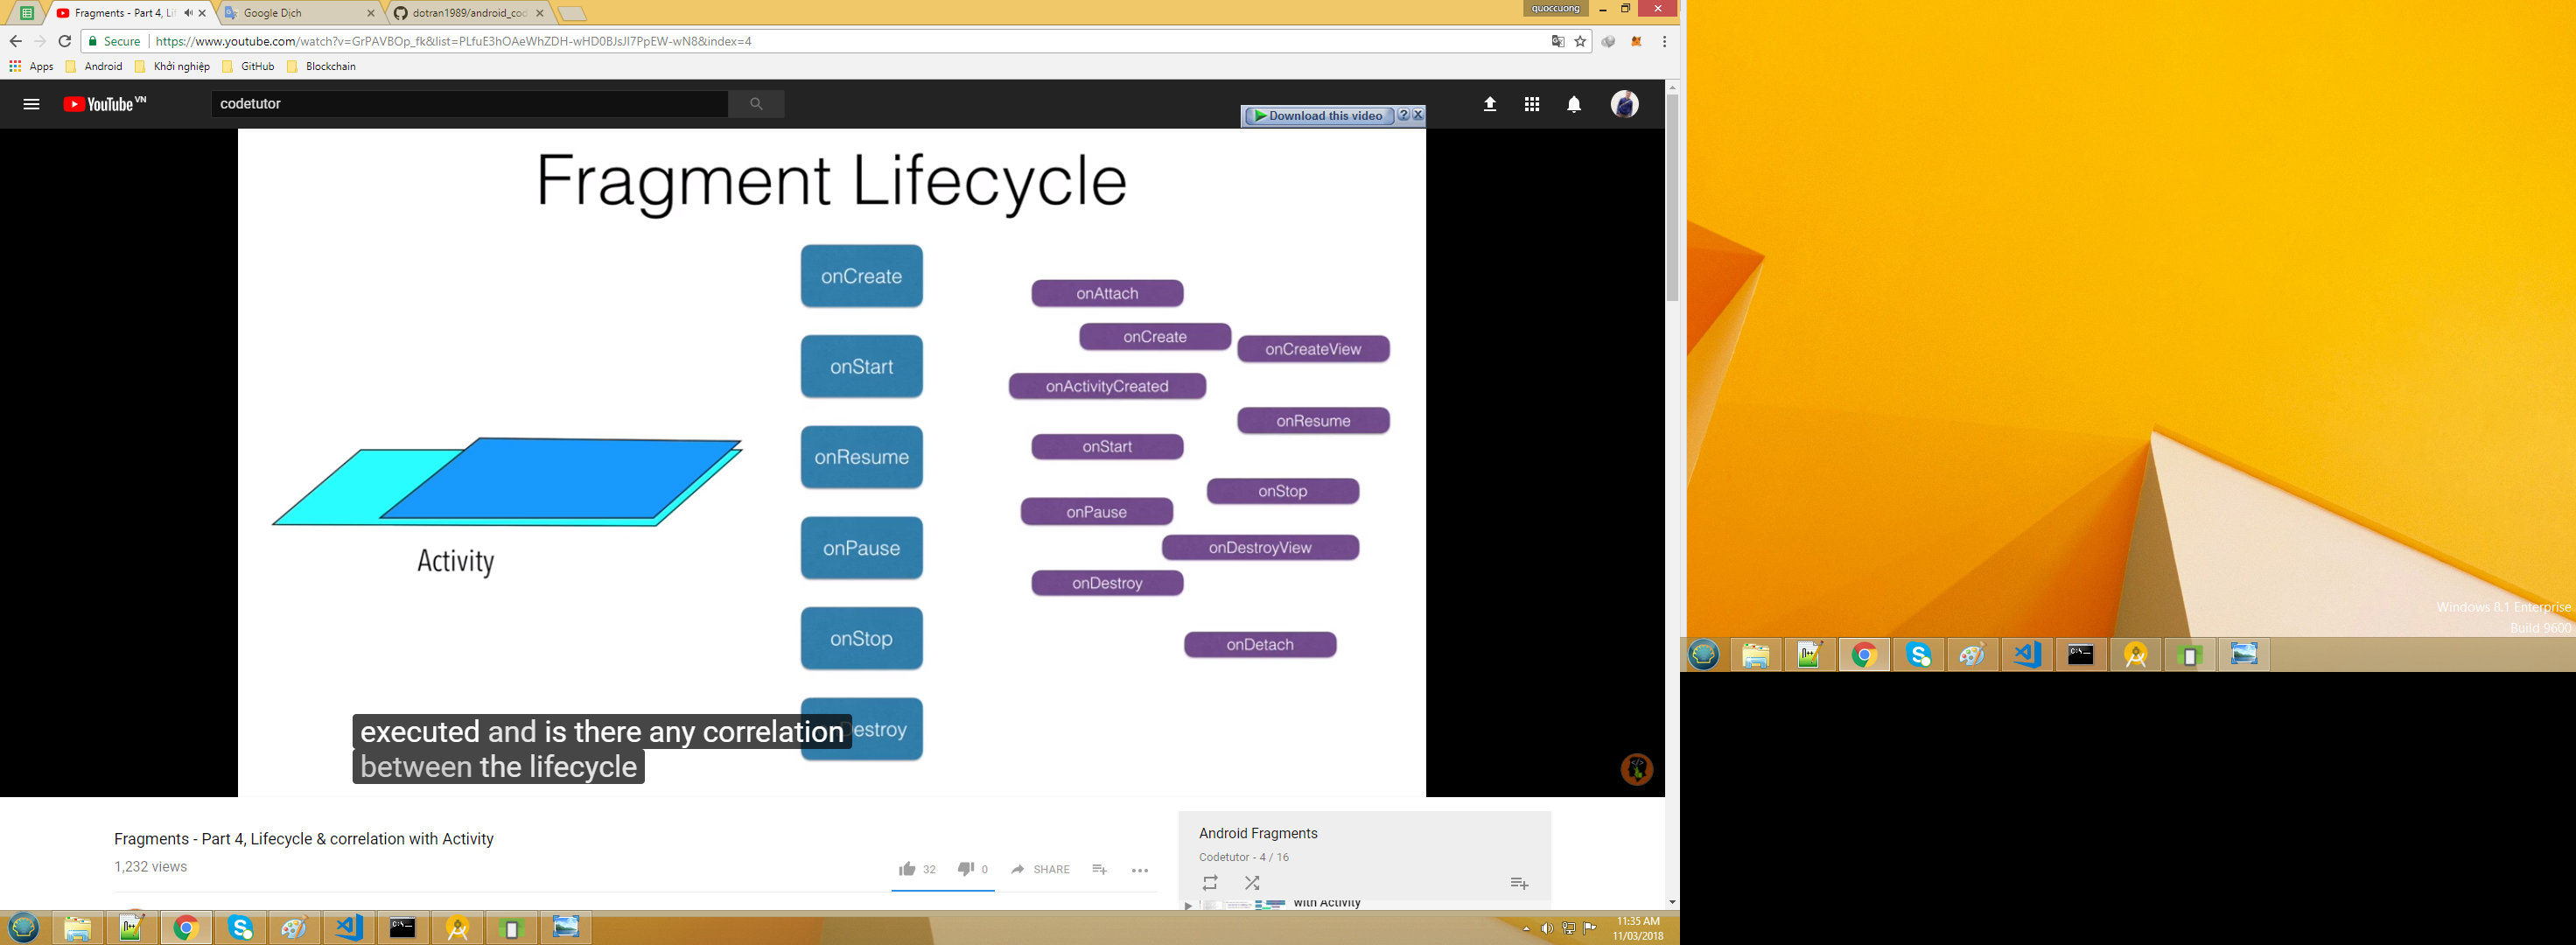 Fragments - Part 4, Li
Google Dịch
dotran1989/android_cod
quoccuong
Secure
https://www.youtube.com/watch?v=GrPAVBOp_fk&list=PLfuE3hOAeWhZDH-wHD0BJsJI7PpEW-wN8&index=4
Apps
Android
Khởi nghiệp
GitHub
Blockchain
YouTube VN
codetutor
Download this video
Fragment Lifecycle
onCreate
onStart
onResume
onPause
onStop
Destroy
onAttach
onCreate
onCreateView
onActivityCreated
onResume
onStart
onStop
onPause
onDestroyView
onDestroy
onDetach
Activity
executed and is there any correlation
between the lifecycle
Fragments - Part 4, Lifecycle & correlation with Activity
1,232 views
32
0
SHARE
Android Fragments
Codetutor - 4 / 16
with Activity
11:35 AM
11/03/2018
Windows 8.1 Enterprise
Build 9600